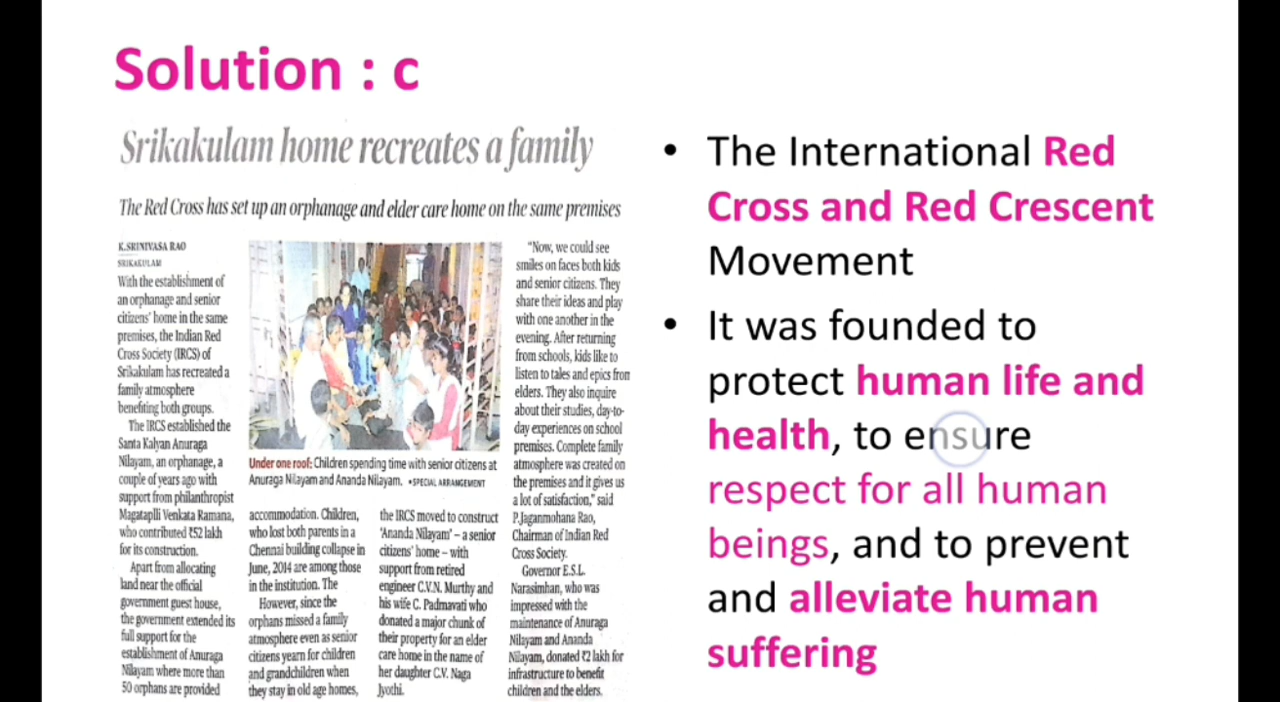 Solution : c
Srikakulam home recreates a family
The Red Cross has set up an orphanage and elder care home on the same premises
K.SRINIVASA RAO
SRIKAKULAM
With the establishment of
an orphanage and senior
citizens' home in the same
premises, the Indian Red
Cross Society (IRCS) of
Srikakulam has recreated a
family atmosphere
benefiting both groups.
The IRCS established the
Santa Kalyan Anuraga
Nilayam, an orphanage, a
couple of years ago with
support from philanthropist
Magataplli Venkata Ramana,
who contributed ₹52 lakh
for its construction.
Apart from allocating
land near the official
government guest house,
the government extended its
full support for the
establishment of Anuraga
Nilayam where more than
50 orphans are provided
Under one roof: Children spending time with senior citizens at
Anuraga Nilayam and Ananda Nilayam. •SPECIAL ARRANGEMENT
accommodation. Children,
who lost both parents in a
Chennai building collapse in
June, 2014 are among those
in the institution. The
However, since the
orphans missed a family
atmosphere even as senior
citizens yearn for children
and grandchildren when
they stay in old age homes,
the IRCS moved to construct
'Ananda Nilayam' – a senior
citizens' home – with
support from retired
engineer C.V.N. Murthy and
his wife C. Padmavati who
donated a major chunk of
their property for an elder
care home in the name of
her daughter C.V. Naga
Jyothi.
"Now, we could see
smiles on faces both kids
and senior citizens. They
share their ideas and play
with one another in the
evening. After returning
from schools, kids like to
listen to tales and epics from
elders. They also inquire
about their studies, day-to-
day experiences on school
premises. Complete family
atmosphere was created on
the premises and it gives us
a lot of satisfaction," said
P.Jaganmohana Rao,
Chairman of Indian Red
Cross Society.
Governor E.S.L.
Narasimhan, who was
impressed with the
maintenance of Anuraga
Nilayam and Ananda
Nilayam, donated ₹2 lakh for
infrastructure to benefit
children and the elders.
• The International Red
Cross and Red Crescent
Movement
• It was founded to
protect human life and
health, to ensure
respect for all human
beings, and to prevent
and alleviate human
suffering